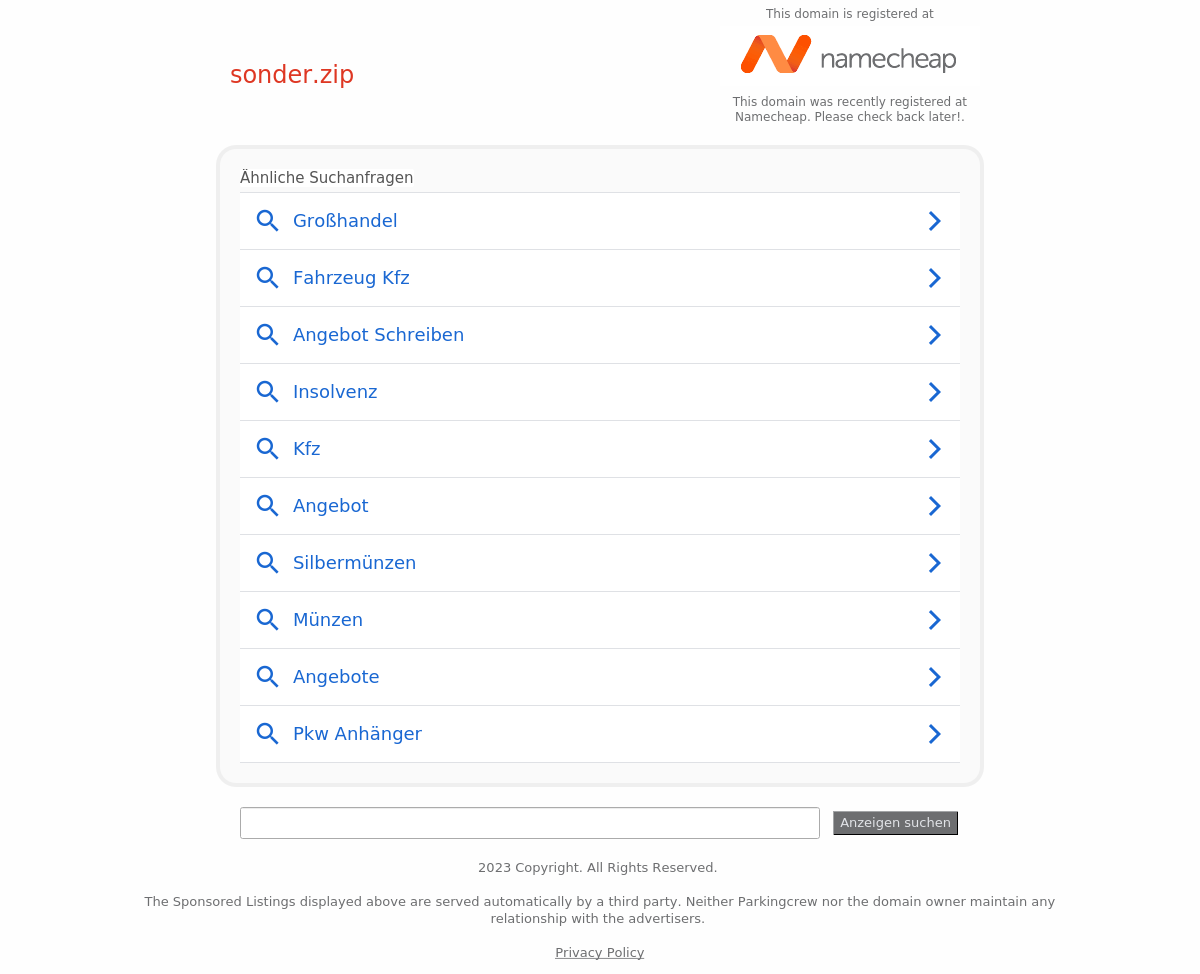 This domain is registered at
namecheap
sonder.zip
This domain was recently registered at
Namecheap. Please check back later!.
Ähnliche Suchanfragen
Großhandel
Fahrzeug Kfz
Angebot Schreiben
Insolvenz
Kfz
Angebot
Silbermünzen
Münzen
Angebote
Pkw Anhänger
Anzeigen suchen
2023 Copyright. All Rights Reserved.
The Sponsored Listings displayed above are served automatically by a third party. Neither Parkingcrew nor the domain owner maintain any
relationship with the advertisers.
Privacy Policy